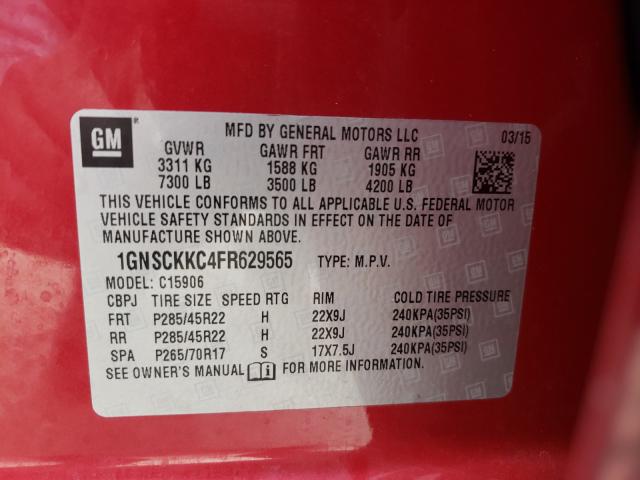 GM ®
MFD BY GENERAL MOTORS LLC 03/15
GVWR GAWR FRT GAWR RR
3311 KG 1588 KG 1905 KG
7300 LB 3500 LB 4200 LB
THIS VEHICLE CONFORMS TO ALL APPLICABLE U.S. FEDERAL MOTOR
VEHICLE SAFETY STANDARDS IN EFFECT ON THE DATE OF
MANUFACTURE SHOWN ABOVE.
1GNSCKKC4FR629565 TYPE: M.P.V.
MODEL: C15906
CBPJ TIRE SIZE SPEED RTG RIM COLD TIRE PRESSURE
FRT P285/45R22 H 22X9J 240KPA(35PSI)
RR P285/45R22 H 22X9J 240KPA(35PSI)
SPA P265/70R17 S 17X7.5J 240KPA(35PSI)
SEE OWNER'S MANUAL FOR MORE INFORMATION.